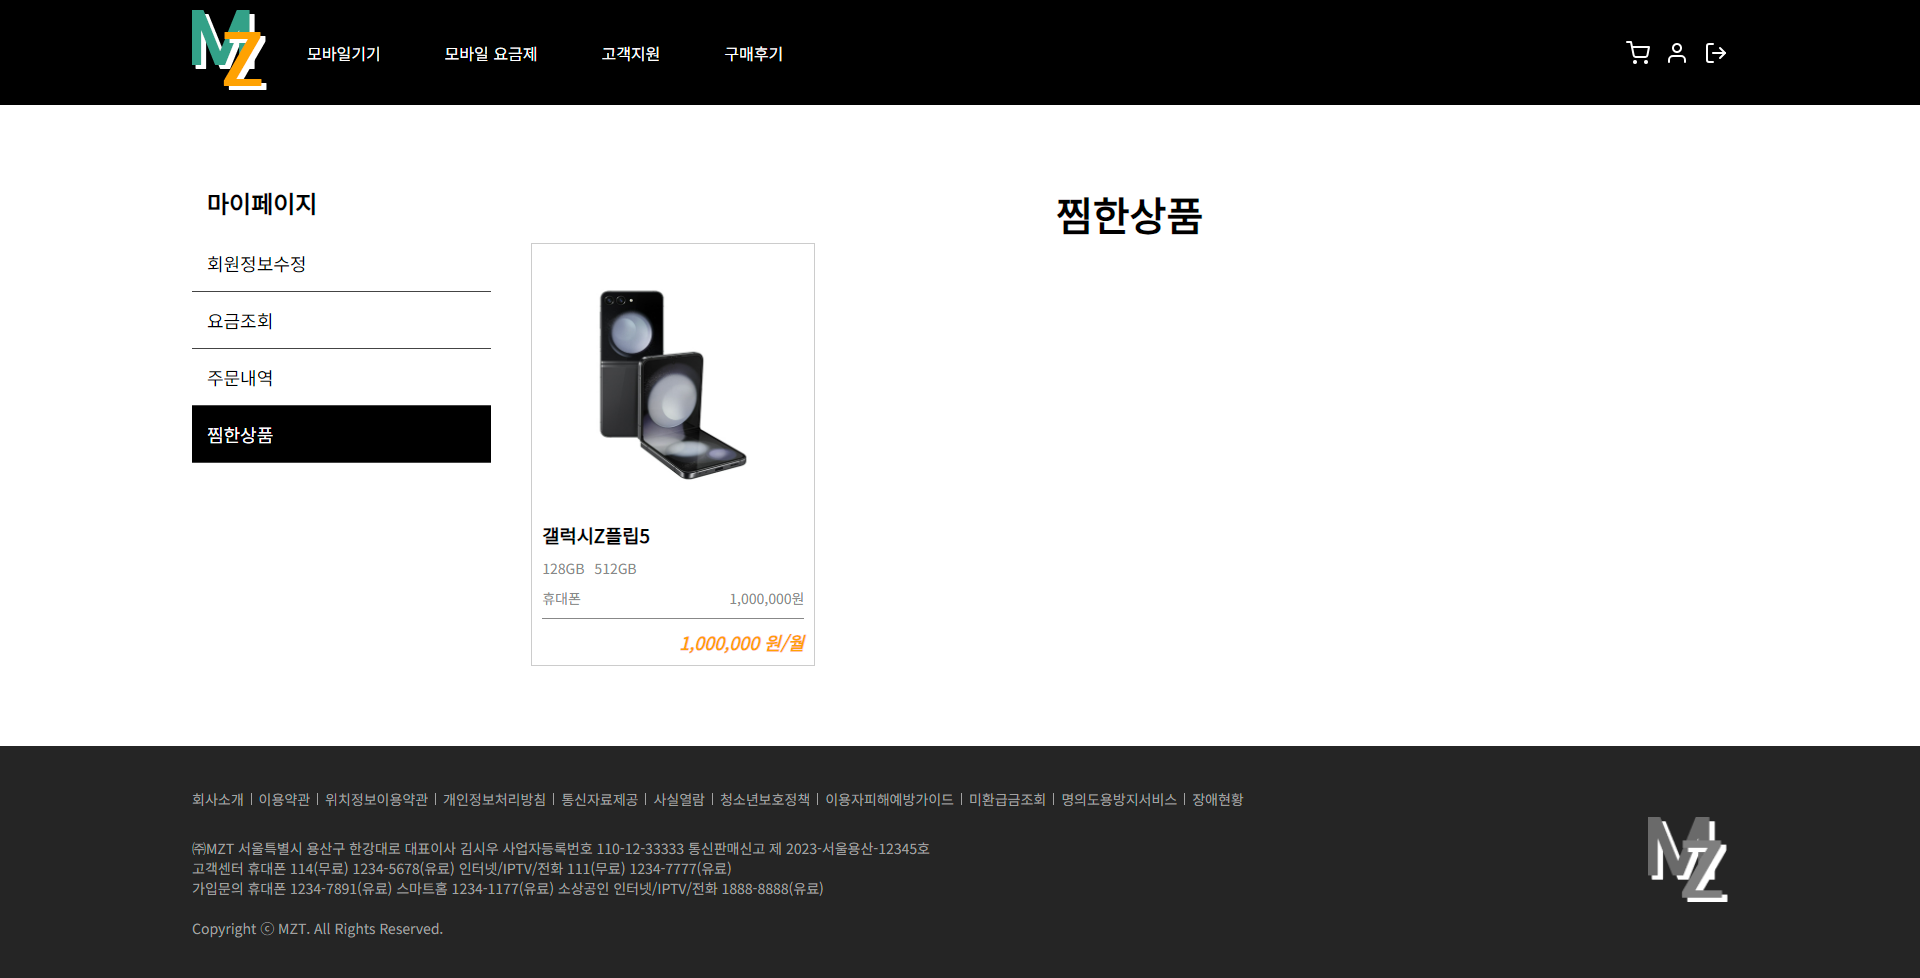 MZ
모바일기기
모바일 요금제
고객지원
구매후기
마이페이지
회원정보수정
요금조회
주문내역
찜한상품
찜한상품
갤럭시Z플립5
128GB 512GB
휴대폰 1,000,000원
1,000,000 원/월
회사소개 | 이용약관 | 위치정보이용약관 | 개인정보처리방침 | 통신자료제공 | 사실열람 | 청소년보호정책 | 이용자피해예방가이드 | 미환급금조회 | 명의도용방지서비스 | 장애현황
㈜MZT 서울특별시 용산구 한강대로 대표이사 김시우 사업자등록번호 110-12-33333 통신판매신고 제 2023-서울용산-12345호
고객센터 휴대폰 114(무료) 1234-5678(유료) 인터넷/IPTV/전화 111(무료) 1234-7777(유료)
가입문의 휴대폰 1234-7891(유료) 스마트홈 1234-1177(유료) 소상공인 인터넷/IPTV/전화 1888-8888(유료)
Copyright ⓒ MZT. All Rights Reserved.
MZ